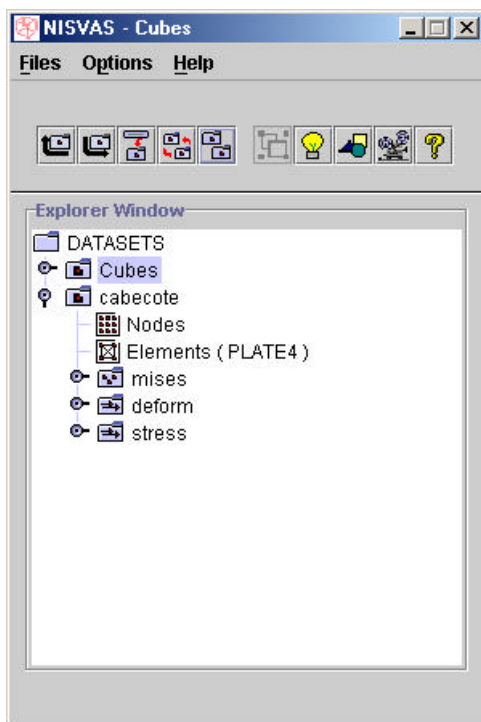 NISVAS - Cubes
Files Options Help
Explorer Window
DATASETS
Cubes
cabecote
Nodes
Elements ( PLATE4 )
mises
deform
stress